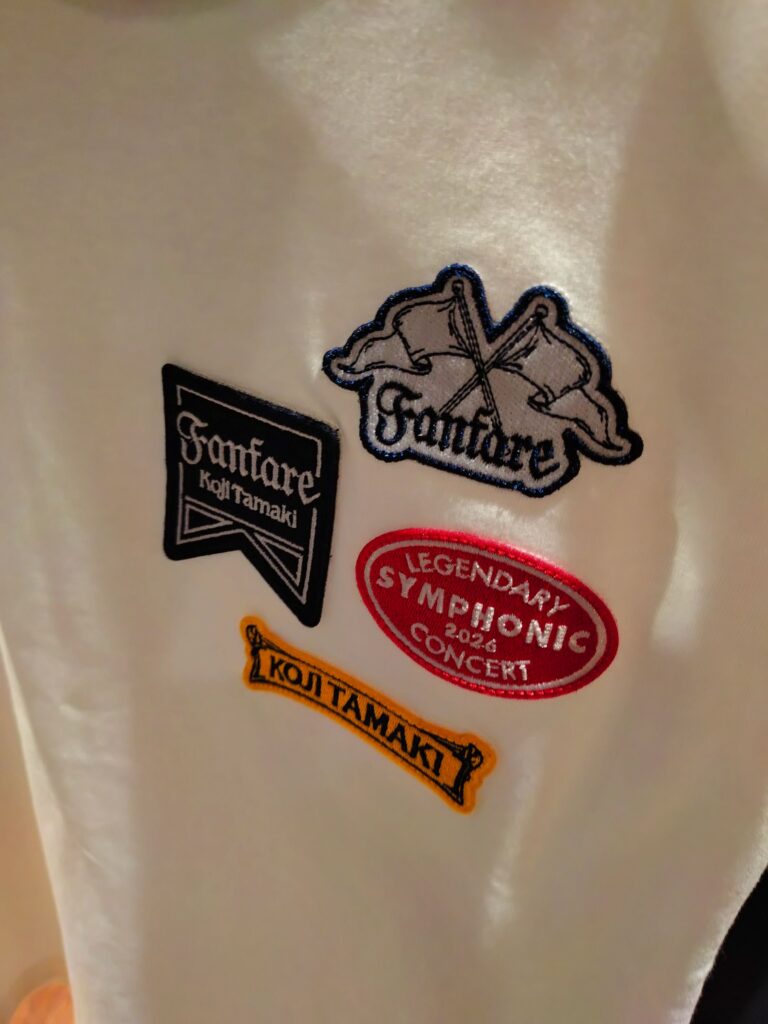 Fanfare
Fanfare
Koji Tamaki
LEGENDARY
SYMPHONIC
2026
CONCERT
KOJI TAMAKI